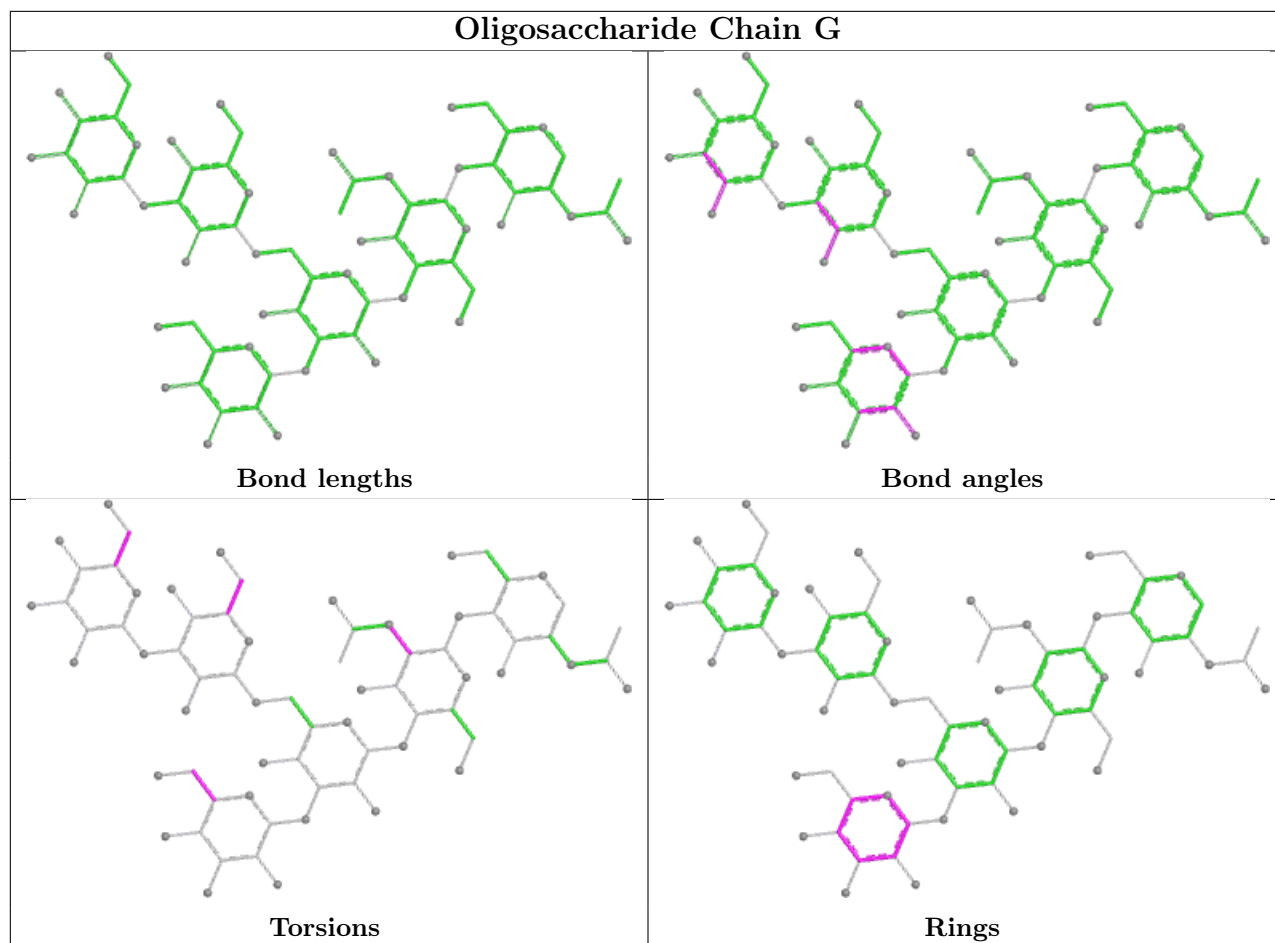 Oligosaccharide Chain G
Bond lengths
Bond angles
Torsions
Rings